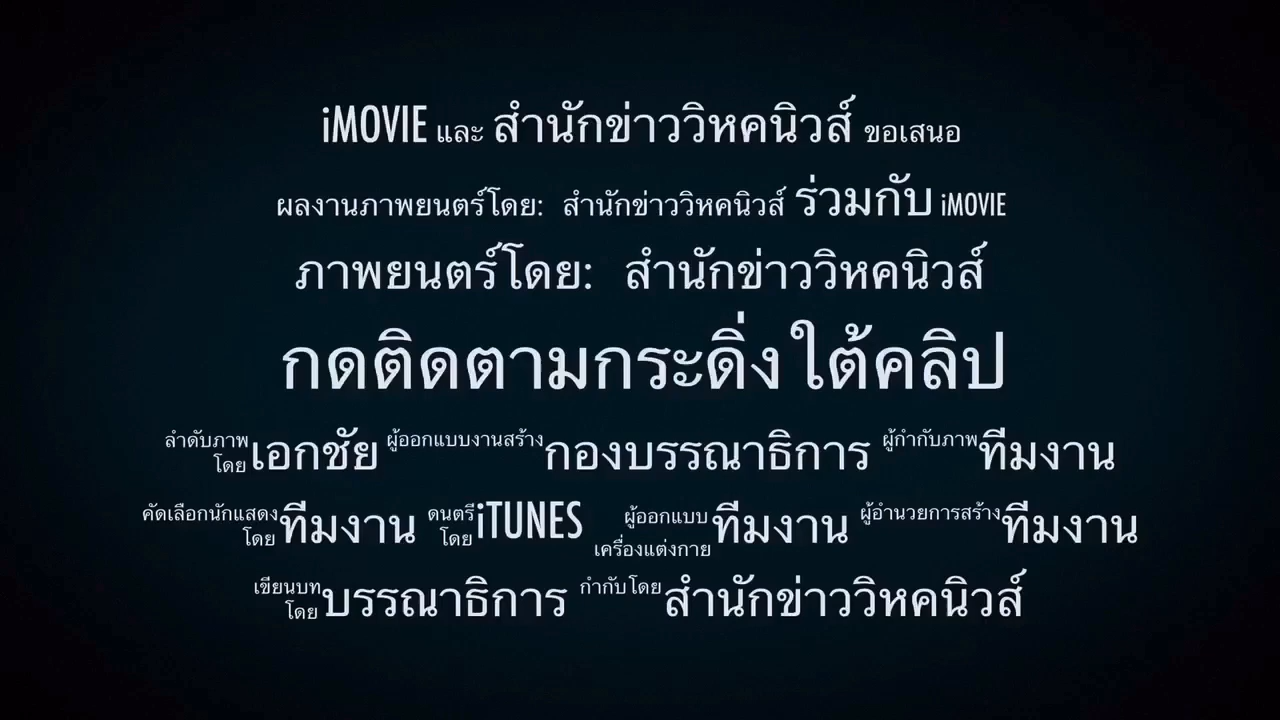 iMOVIE และ สำนักข่าววิหคนิวส์ ขอเสนอ
ผลงานภาพยนตร์โดย: สำนักข่าววิหคนิวส์ ร่วมกับ iMOVIE
ภาพยนตร์โดย: สำนักข่าววิหคนิวส์
กดติดตามกระดิ่ง ใต้คลิป
ลำดับภาพโดย เอกชัย ผู้ออกแบบงานสร้าง กองบรรณาธิการ ผู้กำกับภาพ ทีมงาน
คัดเลือกนักแสดงโดย ทีมงาน ดนตรีโดย iTUNES ผู้ออกแบบเครื่องแต่งกาย ทีมงาน ผู้อำนวยการสร้าง ทีมงาน
เขียนบทโดย บรรณาธิการ กำกับโดย สำนักข่าววิหคนิวส์